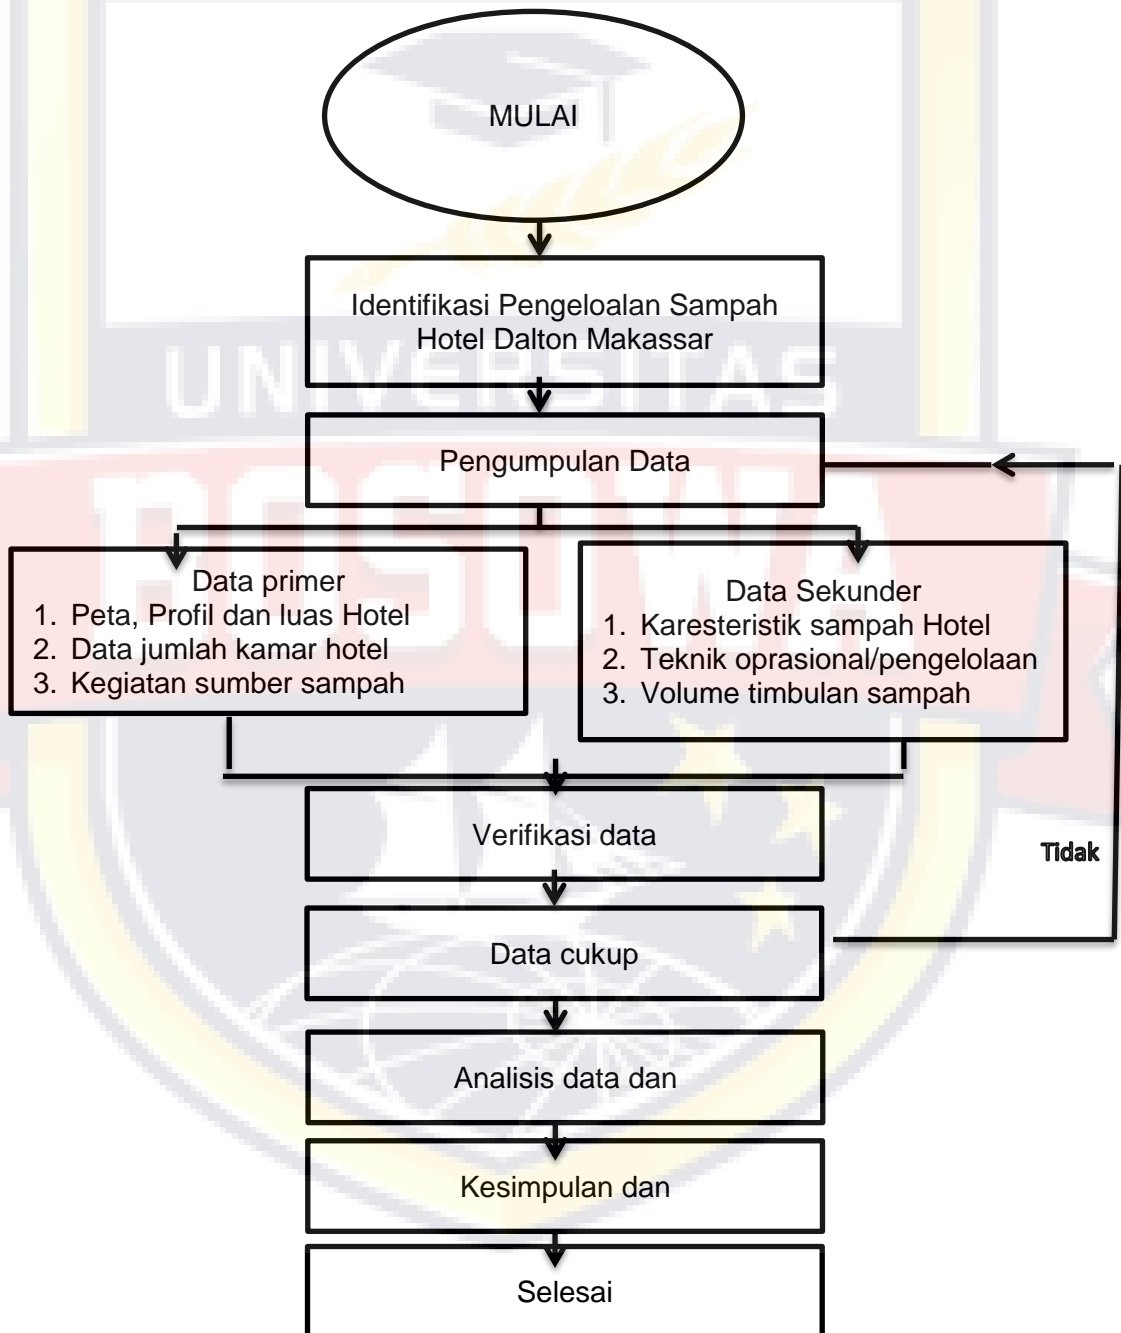 MULAI
Identifikasi Pengeloalan Sampah
Hotel Dalton Makassar
UNIVERSITAS
BOSOWA
Pengumpulan Data
Data primer
1. Peta, Profil dan luas Hotel
2. Data jumlah kamar hotel
3. Kegiatan sumber sampah
Data Sekunder
1. Karesteristik sampah Hotel
2. Teknik oprasional/pengelolaan
3. Volume timbulan sampah
Verifikasi data
Tidak
Data cukup
Analisis data dan
Kesimpulan dan
Selesai